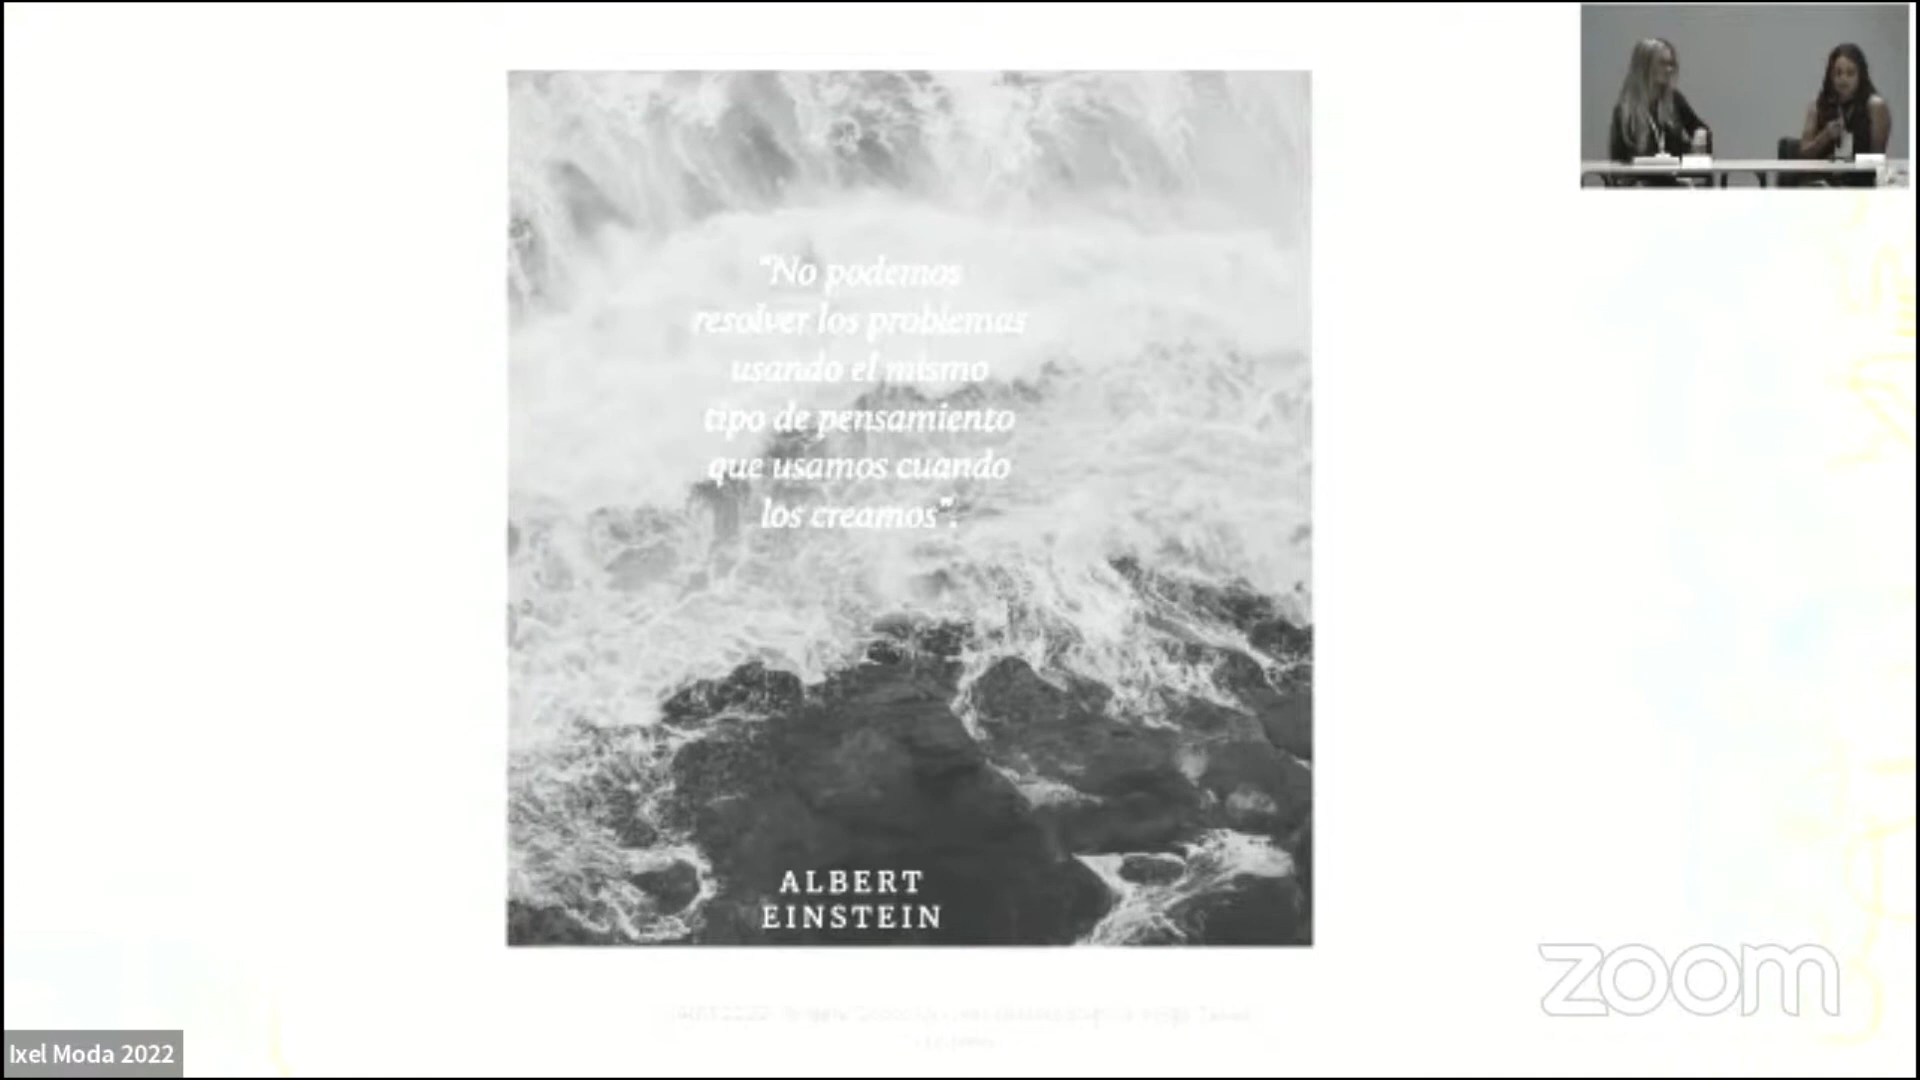 “No podemos
resolver los problemas
usando el mismo
tipo de pensamiento
que usamos cuando
los creamos”.
ALBERT
EINSTEIN
zoom
Ixel Moda 2022